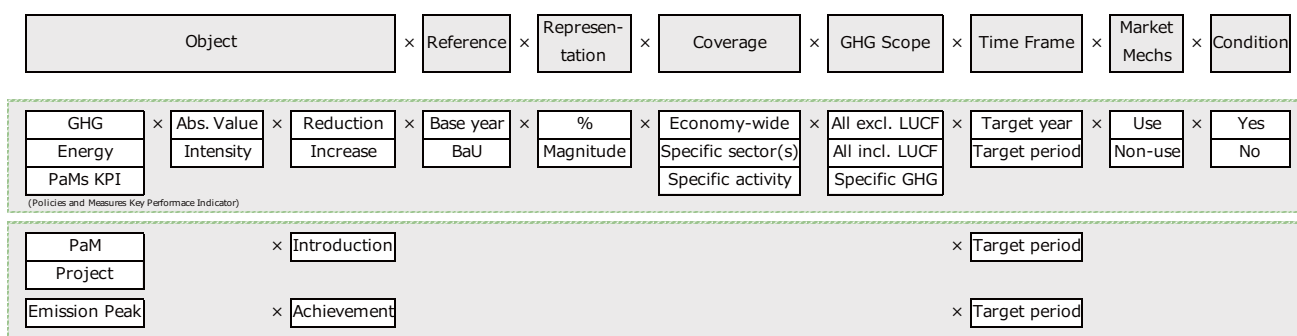 Object × Reference × Represen-tation × Coverage × GHG Scope × Time Frame × Market Mechs × Condition
GHG × Abs. Value × Reduction × Base year × % × Economy-wide × All excl. LUCF × Target year × Use × Yes
Energy Intensity Increase BaU Magnitude Specific sector(s) All incl. LUCF Target period Non-use No
PaMs KPI Specific activity Specific GHG
(Policies and Measures Key Performace Indicator)
PaM × Introduction × Target period
Project
Emission Peak × Achievement × Target period